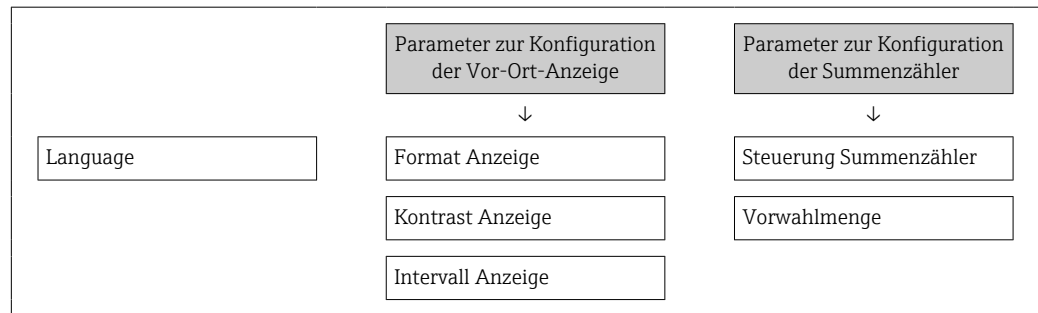 Parameter zur Konfiguration
der Vor-Ort-Anzeige
Parameter zur Konfiguration
der Summenzähler
↓
↓
Language
Format Anzeige
Steuerung Summenzähler
Kontrast Anzeige
Vorwahlmenge
Intervall Anzeige